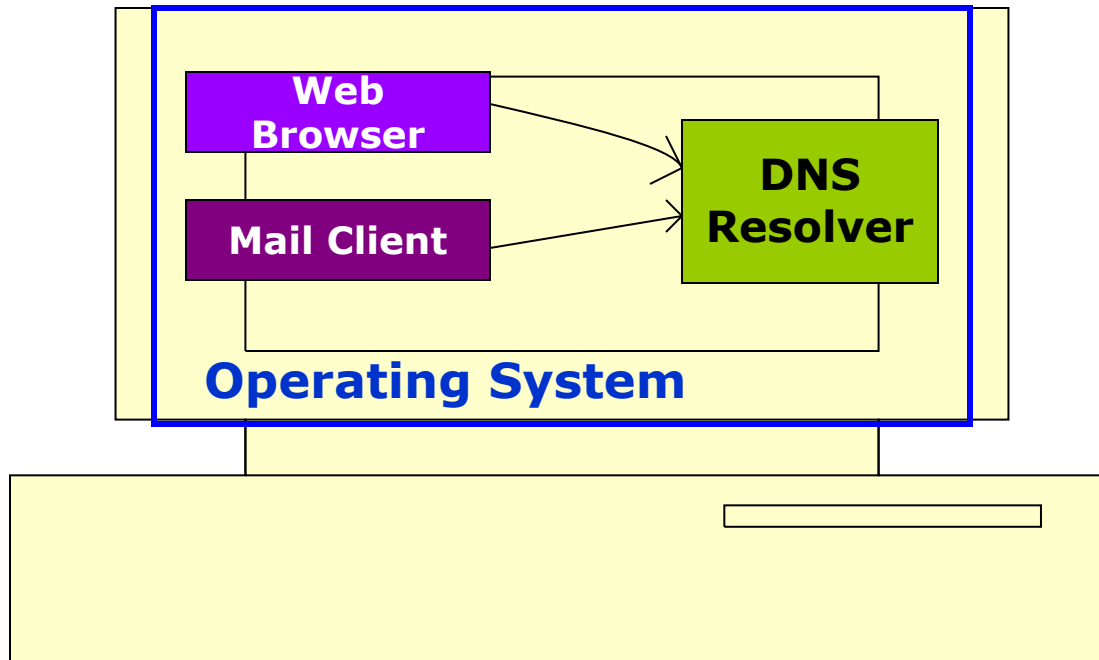 Web
Browser
Mail Client
DNS
Resolver
Operating System